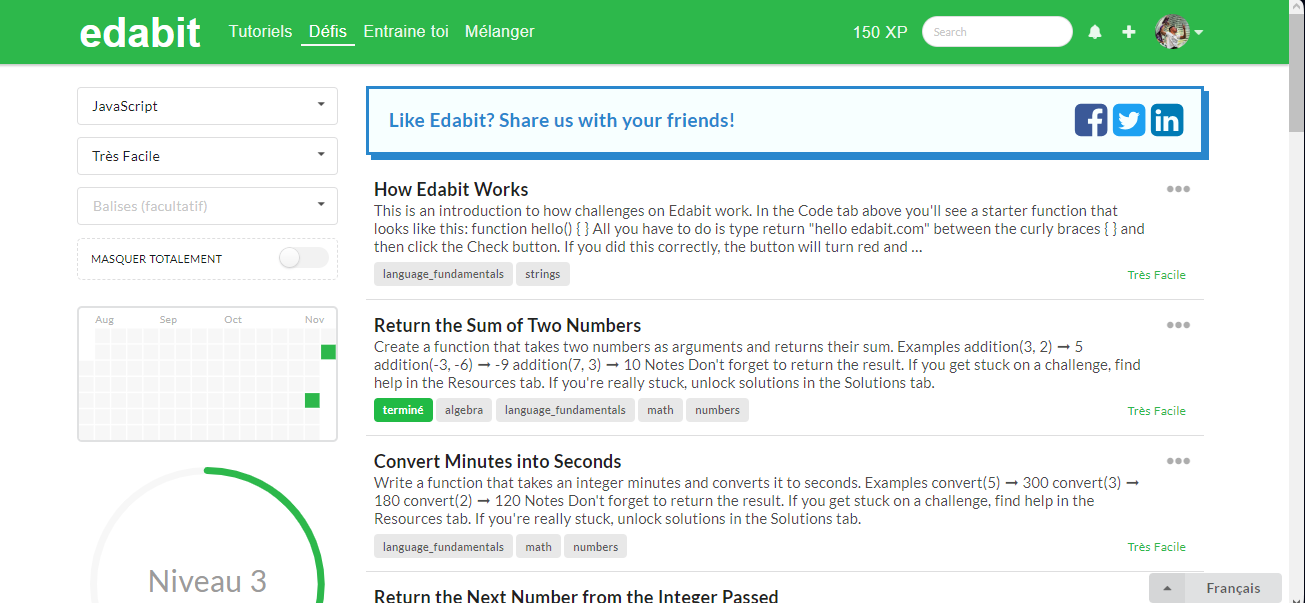 edabit Tutoriels Défis Entraine toi Mélanger 150 XP Search
JavaScript
Très Facile
Balises (facultatif)
MASQUER TOTALEMENT
Aug Sep Oct Nov
Niveau 3
Like Edabit? Share us with your friends!
How Edabit Works
This is an introduction to how challenges on Edabit work. In the Code tab above you'll see a starter function that
looks like this: function hello() { } All you have to do is type return "hello edabit.com" between the curly braces { } and
then click the Check button. If you did this correctly, the button will turn red and ...
language_fundamentals strings
Très Facile
Return the Sum of Two Numbers
Create a function that takes two numbers as arguments and returns their sum. Examples addition(3, 2) ➞ 5
addition(-3, -6) ➞ -9 addition(7, 3) ➞ 10 Notes Don't forget to return the result. If you get stuck on a challenge, find
help in the Resources tab. If you're really stuck, unlock solutions in the Solutions tab.
terminé algebra language_fundamentals math numbers
Très Facile
Convert Minutes into Seconds
Write a function that takes an integer minutes and converts it to seconds. Examples convert(5) ➞ 300 convert(3) ➞
180 convert(2) ➞ 120 Notes Don't forget to return the result. If you get stuck on a challenge, find help in the
Resources tab. If you're really stuck, unlock solutions in the Solutions tab.
language_fundamentals math numbers
Très Facile
Return the Next Number from the Integer Passed
Français